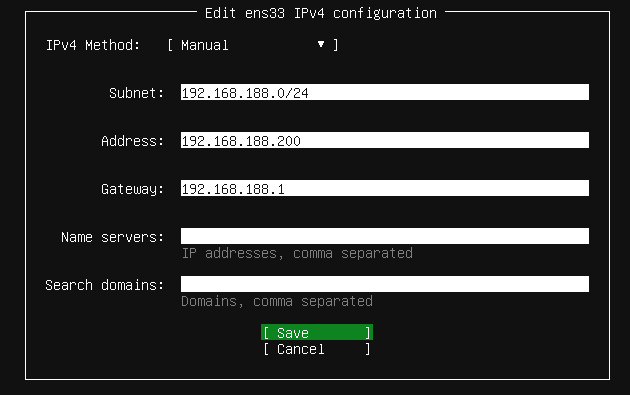 Edit ens33 IPv4 configuration
IPv4 Method: [ Manual ▼ ]
Subnet: 192.168.188.0/24
Address: 192.168.188.200
Gateway: 192.168.188.1
Name servers:
IP addresses, comma separated
Search domains:
Domains, comma separated
[ Save ]
[ Cancel ]